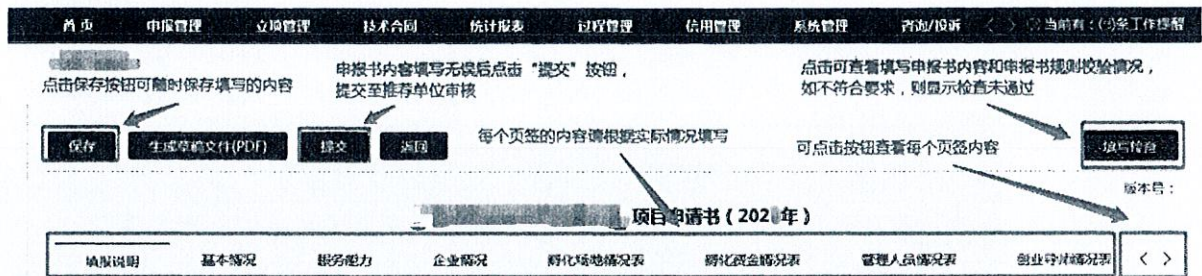 首页 申报管理 立项管理 技术合同 统计报表 过程管理 信用管理 系统管理 咨询/投诉 当前有：(0)条工作提醒
点击保存按钮可随时保存填写的内容
申报书内容填写无误后点击“提交”按钮，
提交至推荐单位审核
点击可查看填写申报书内容和申报书规则校验情况，
如不符合要求，则显示检查未通过
保存 生成草稿文件(PDF) 提交 返回
每个页签的内容请根据实际情况填写
可点击按钮查看每个页签内容
填写检查
版本号：
项目申请书（202 年）
填报说明 基本情况 服务能力 企业情况 孵化场地情况表 孵化资金情况表 管理人员情况表 创业导师情况表 < >